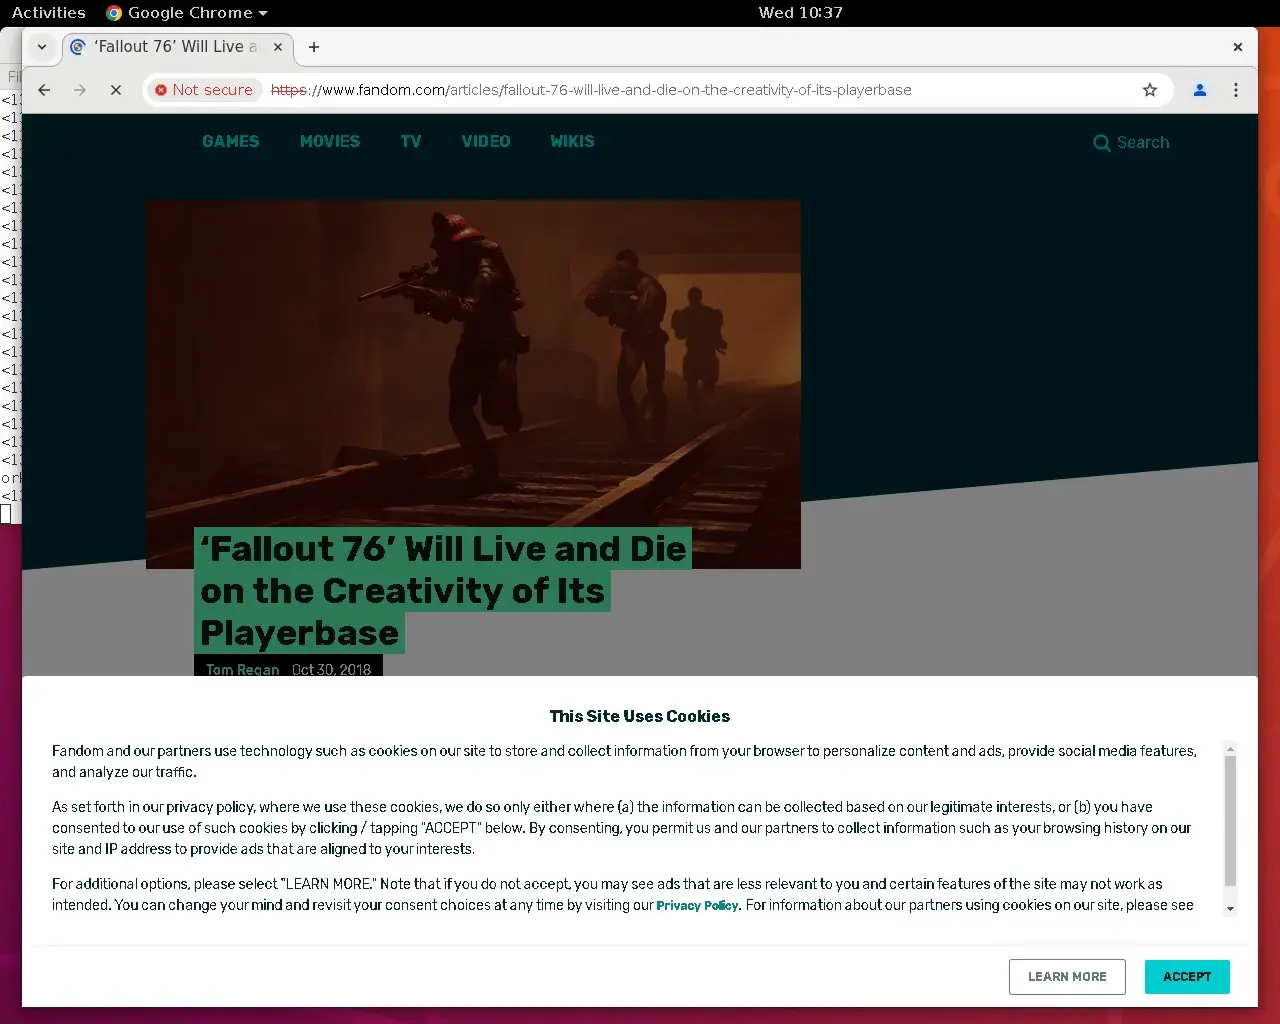 Activities Google Chrome Wed 10:37
‘Fallout 76’ Will Live a
Not secure https://www.fandom.com/articles/fallout-76-will-live-and-die-on-the-creativity-of-its-playerbase
GAMES MOVIES TV VIDEO WIKIS Search
‘Fallout 76’ Will Live and Die
on the Creativity of Its
Playerbase
Tom Regan Oct 30, 2018
This Site Uses Cookies
Fandom and our partners use technology such as cookies on our site to store and collect information from your browser to personalize content and ads, provide social media features,
and analyze our traffic.
As set forth in our privacy policy, where we use these cookies, we do so only either where (a) the information can be collected based on our legitimate interests, or (b) you have
consented to our use of such cookies by clicking / tapping "ACCEPT" below. By consenting, you permit us and our partners to collect information such as your browsing history on our
site and IP address to provide ads that are aligned to your interests.
For additional options, please select "LEARN MORE." Note that if you do not accept, you may see ads that are less relevant to you and certain features of the site may not work as
intended. You can change your mind and revisit your consent choices at any time by visiting our Privacy Policy. For information about our partners using cookies on our site, please see
LEARN MORE ACCEPT